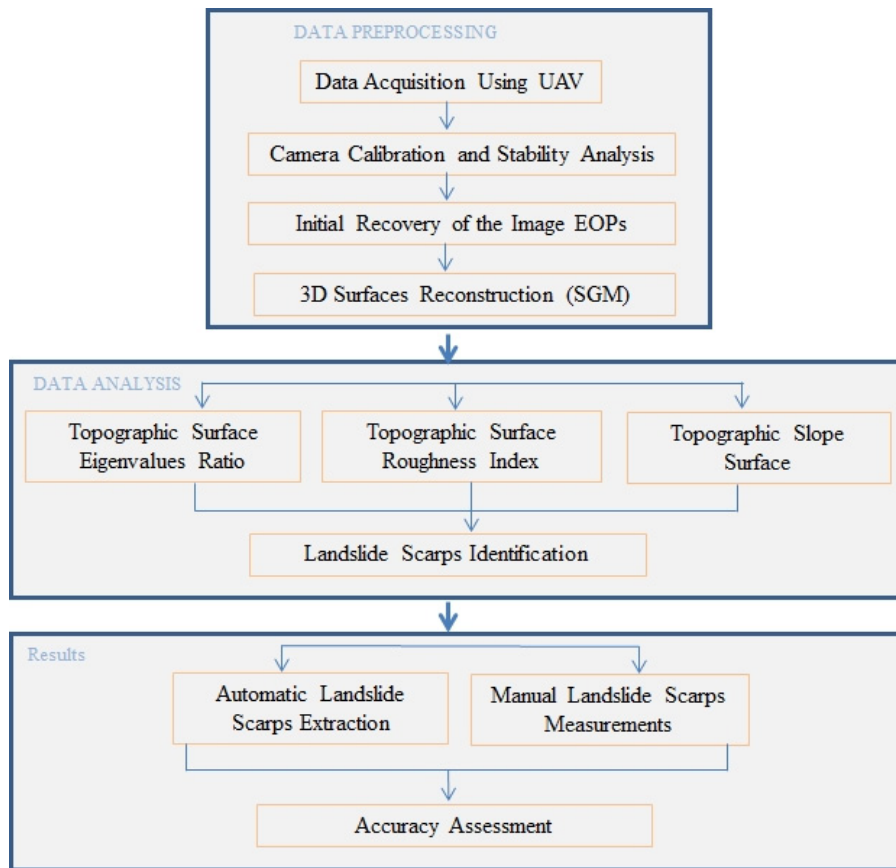 DATA PREPROCESSING
Data Acquisition Using UAV
Camera Calibration and Stability Analysis
Initial Recovery of the Image EOPs
3D Surfaces Reconstruction (SGM)
DATA ANALYSIS
Topographic Surface
Eigenvalues Ratio
Topographic Surface
Roughness Index
Topographic Slope
Surface
Landslide Scarps Identification
Results
Automatic Landslide
Scarps Extraction
Manual Landslide Scarps
Measurements
Accuracy Assessment